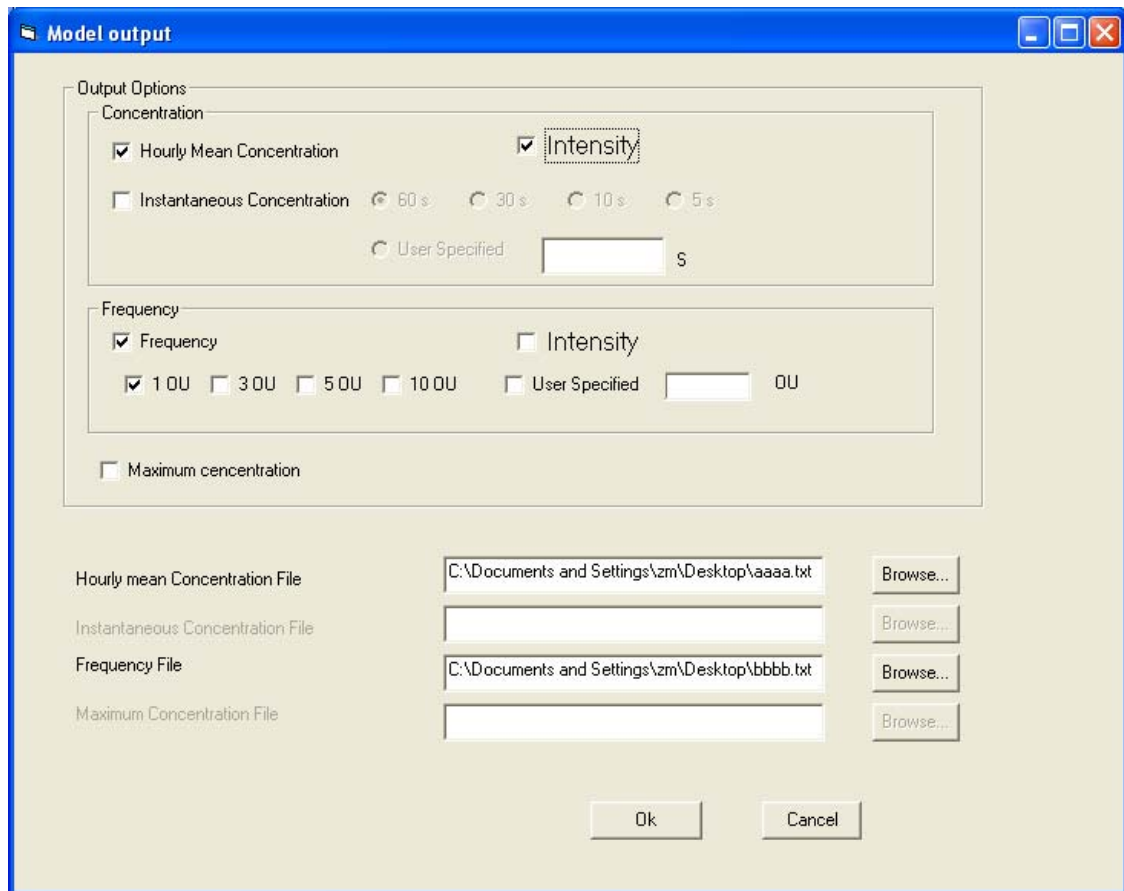 Model output
Output Options
Concentration
Hourly Mean Concentration Intensity
Instantaneous Concentration 60 s 30 s 10 s 5 s
User Specified S
Frequency
Frequency Intensity
1 OU 3 OU 5 OU 10 OU User Specified OU
Maximum cencentration
Hourly mean Concentration File C:\Documents and Settings\zm\Desktop\aaaa.txt Browse...
Instantaneous Concentration File Browse...
Frequency File C:\Documents and Settings\zm\Desktop\bbbb.txt Browse...
Maximum Concentration File Browse...
Ok Cancel